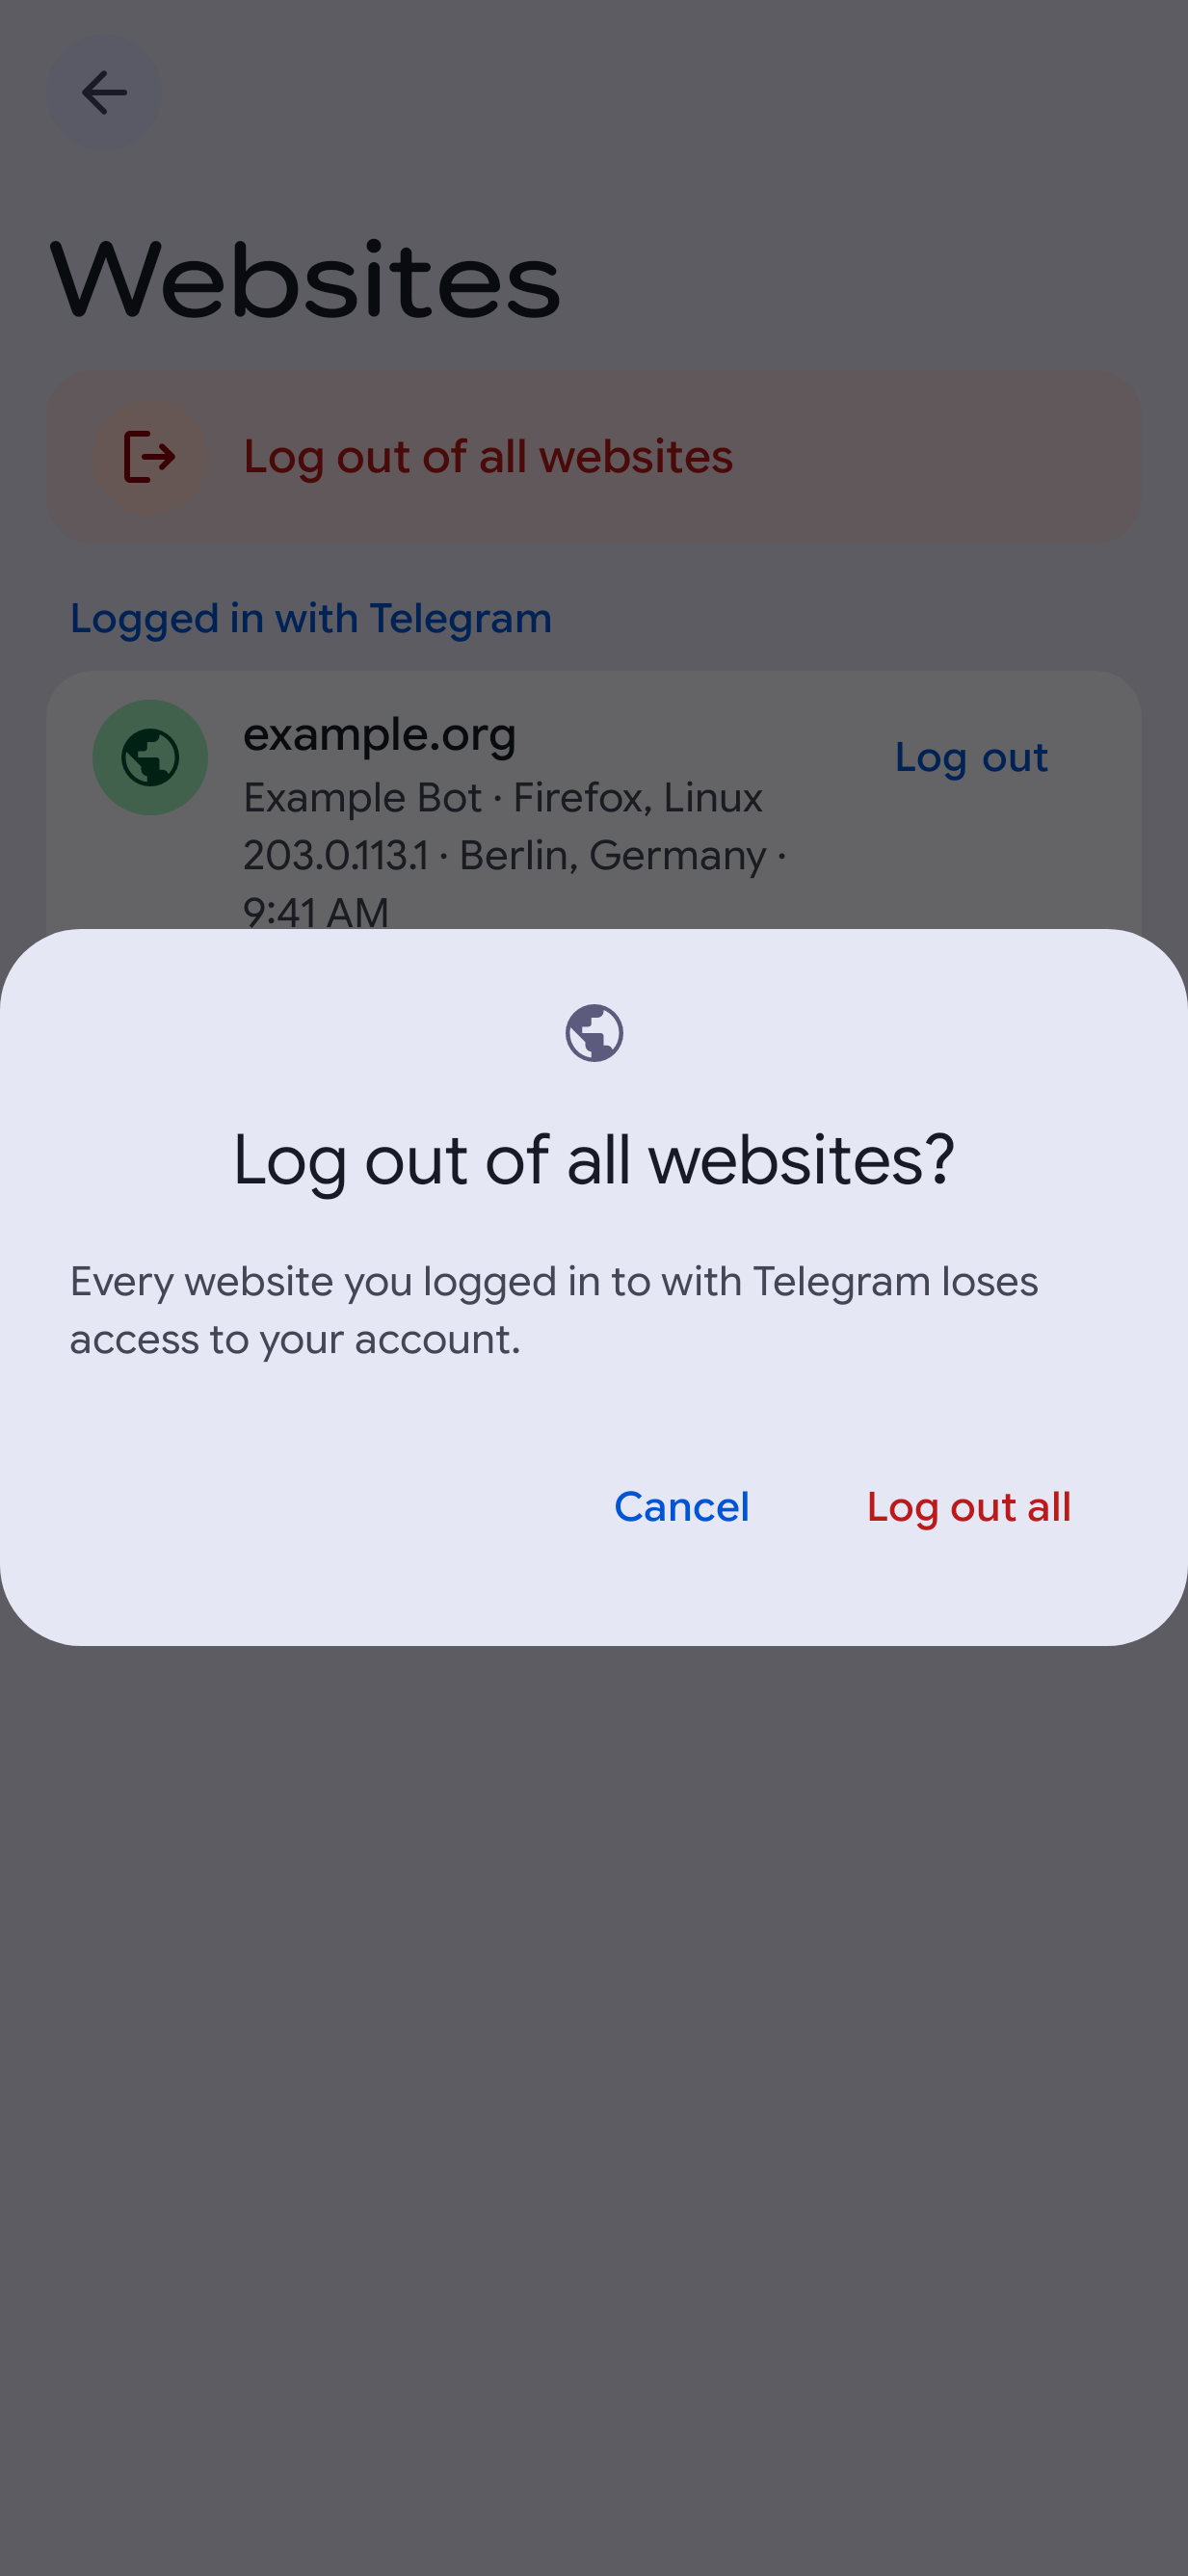 Websites
Log out of all websites
Logged in with Telegram
example.org
Log out
Example Bot · Firefox, Linux
203.0.113.1 · Berlin, Germany ·
9:41 AM
Log out of all websites?
Every website you logged in to with Telegram loses
access to your account.
Cancel
Log out all